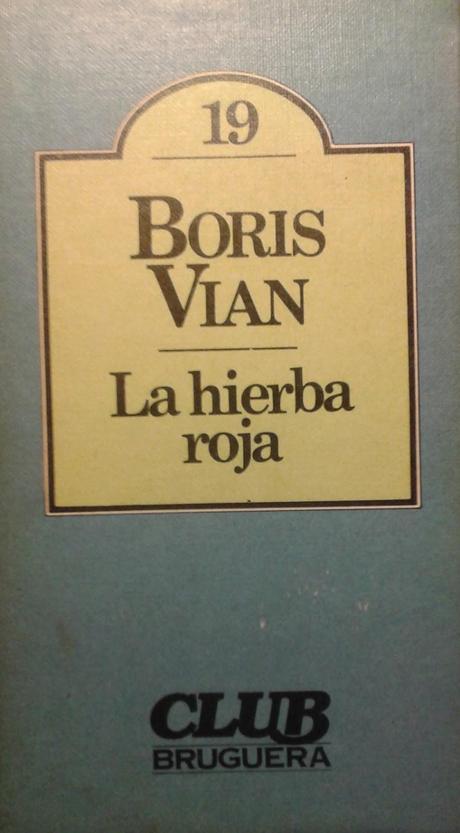 19
BORIS
VIAN
La hierba
roja
CLUB
BRUGUERA